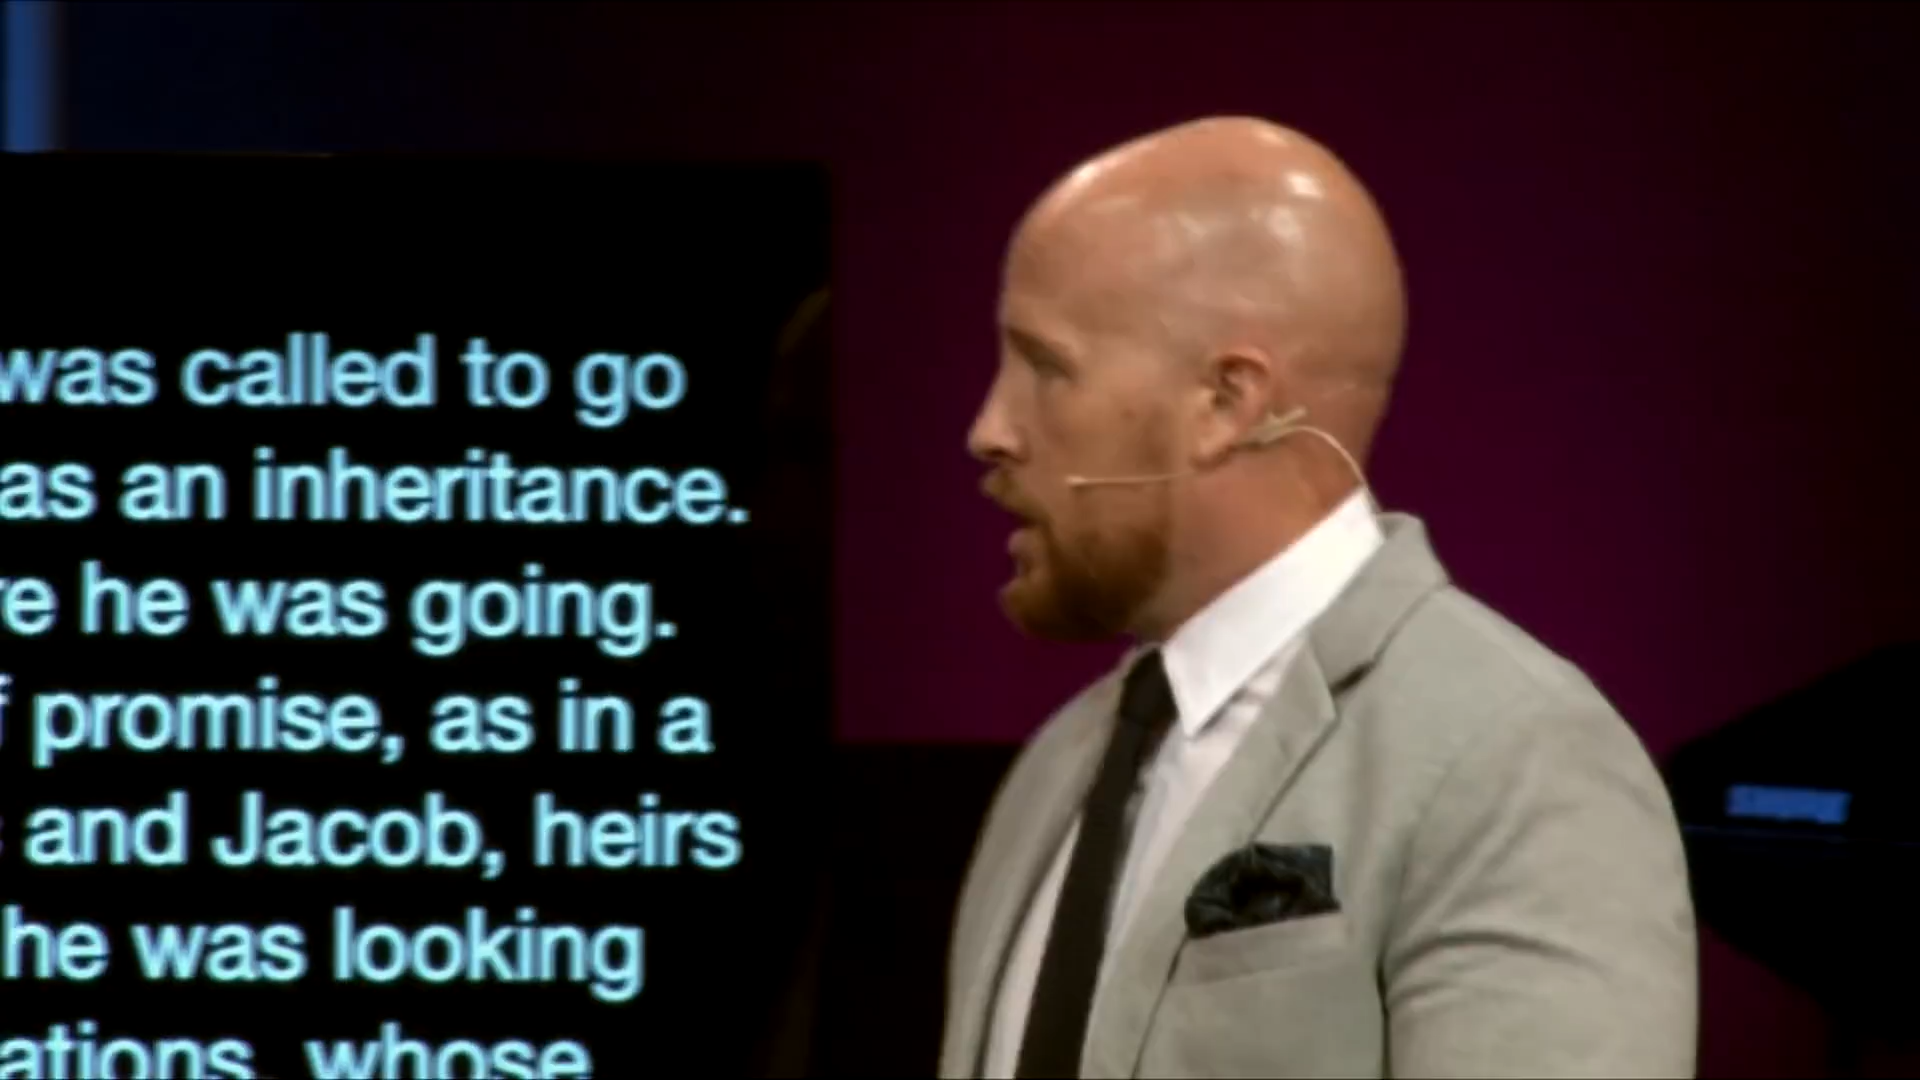 was called to go
as an inheritance.
he was going.
promise, as in a
and Jacob, heirs
he was looking
whose